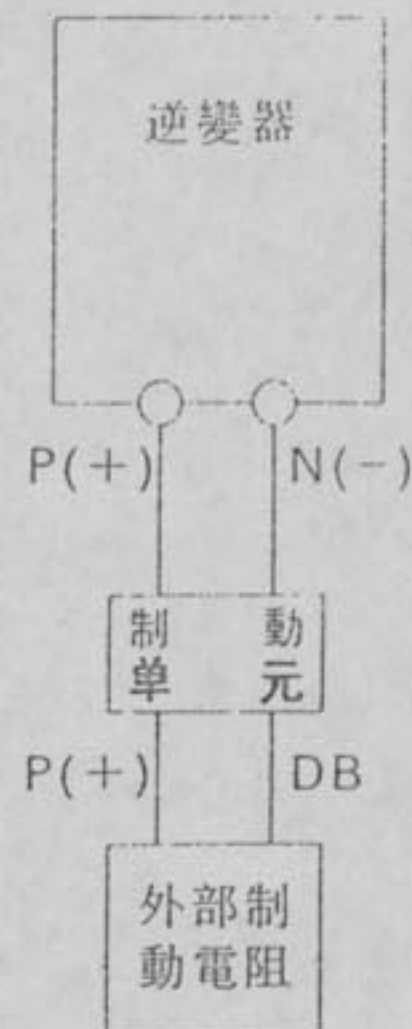 逆變器
P(+) N(-)
制 動
单 元
P(+) DB
外部制
動電阻